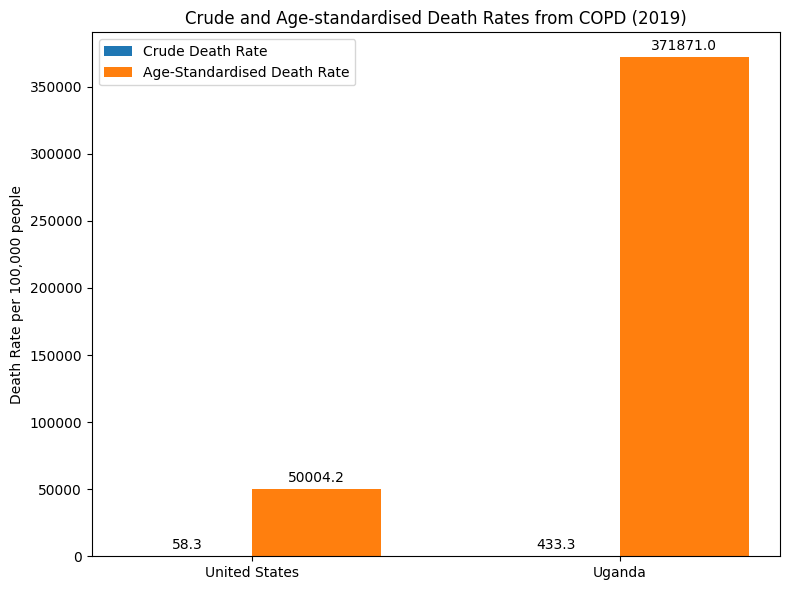 Crude and Age-standardised Death Rates from COPD (2019)
Crude Death Rate
Age-Standardised Death Rate
Death Rate per 100,000 people
350000
300000
250000
200000
150000
100000
50000
0
371871.0
50004.2
58.3
433.3
United States
Uganda